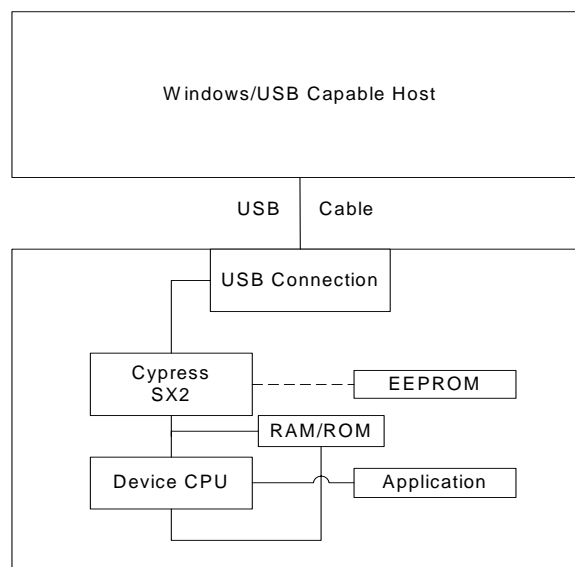 Windows/USB Capable Host
USB Cable
USB Connection
Cypress
SX2
EEPROM
RAM/ROM
Device CPU
Application